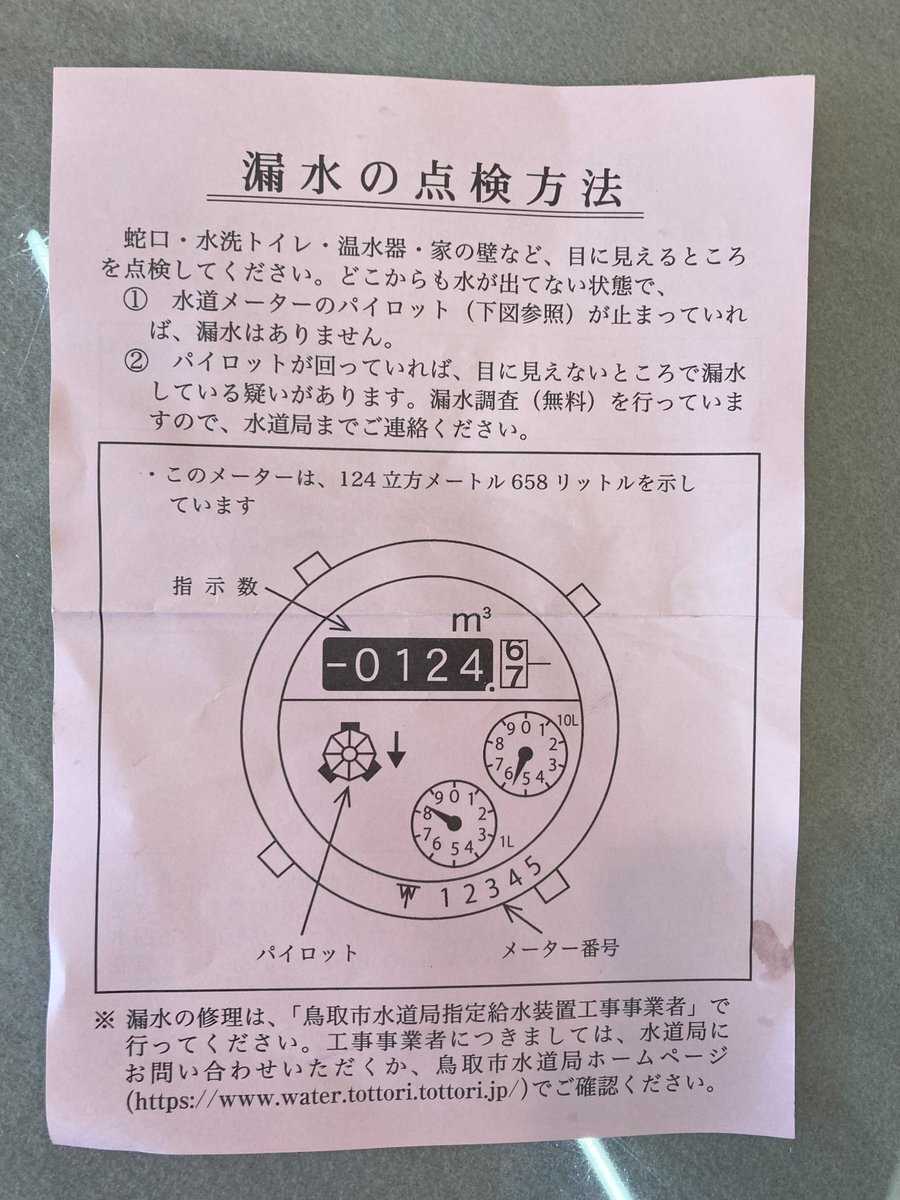 漏水の点検方法
蛇口・水洗トイレ・温水器・家の壁など、目に見えるところ
を点検してください。どこからも水が出てない状態で、
① 水道メーターのパイロット（下図参照）が止まっていれ
ば、漏水はありません。
② パイロットが回っていれば、目に見えないところで漏水
している疑いがあります。漏水調査（無料）を行っていま
すので、水道局までご連絡ください。
・このメーターは、124立方メートル658リットルを示し
ています
指示数
m³
-0124.
6
7
9 0 1 2 3 4 5 6 7 8
10L
9 0 1 2 3 4 5 6 7 8
1L
W 12345
パイロット
メーター番号
※ 漏水の修理は、「鳥取市水道局指定給水装置工事事業者」で
行ってください。工事事業者につきましては、水道局に
お問い合わせいただくか、鳥取市水道局ホームページ
(https://www.water.tottori.tottori.jp/)でご確認ください。